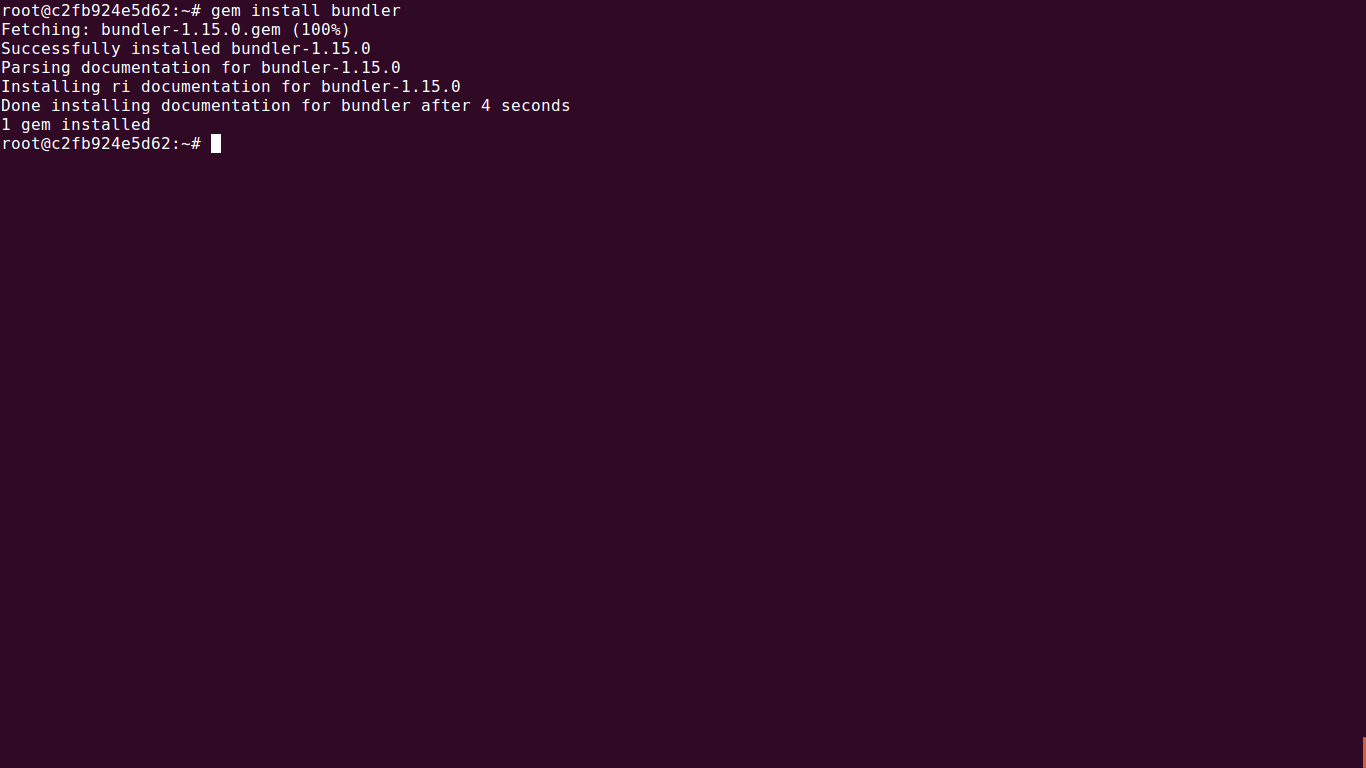 root@c2fb924e5d62:~# gem install bundler
Fetching: bundler-1.15.0.gem (100%)
Successfully installed bundler-1.15.0
Parsing documentation for bundler-1.15.0
Installing ri documentation for bundler-1.15.0
Done installing documentation for bundler after 4 seconds
1 gem installed
root@c2fb924e5d62:~#